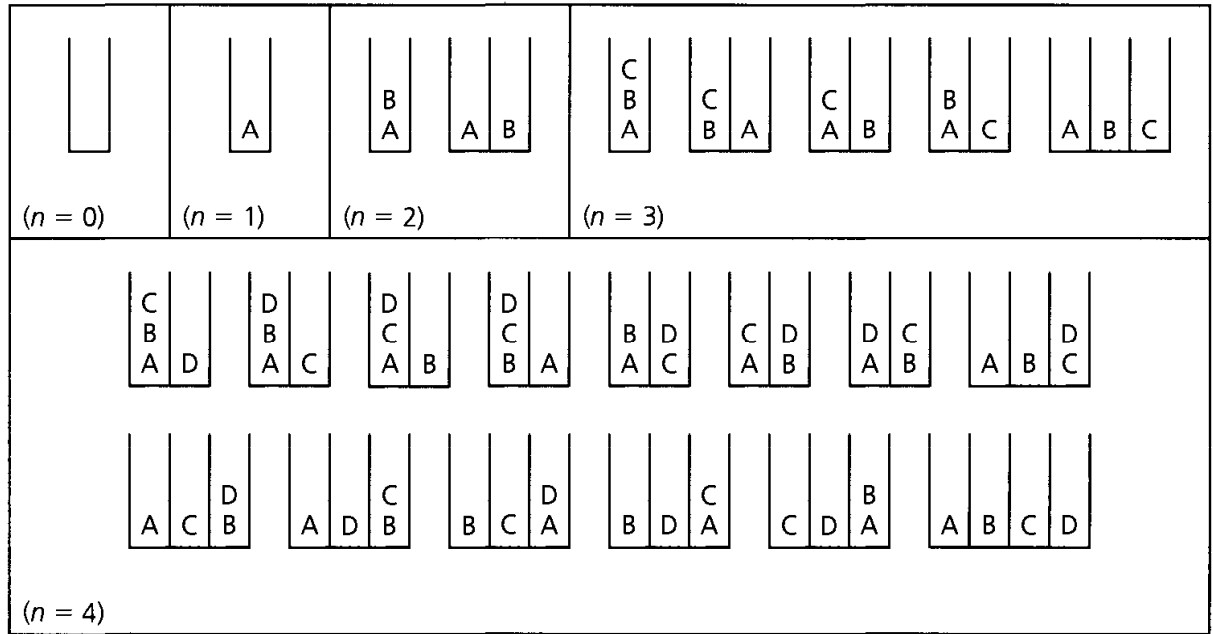 C
B C C B
B A C B A
A B A A B A C A B C
(n = 0) (n = 1) (n = 2) (n = 3)
C D D D
B B C C B D C D D C D
A D A C A B B A A C A B A B A B C
D C D C B
A C B A D B B C A B D A C D A A B C D
(n = 4)